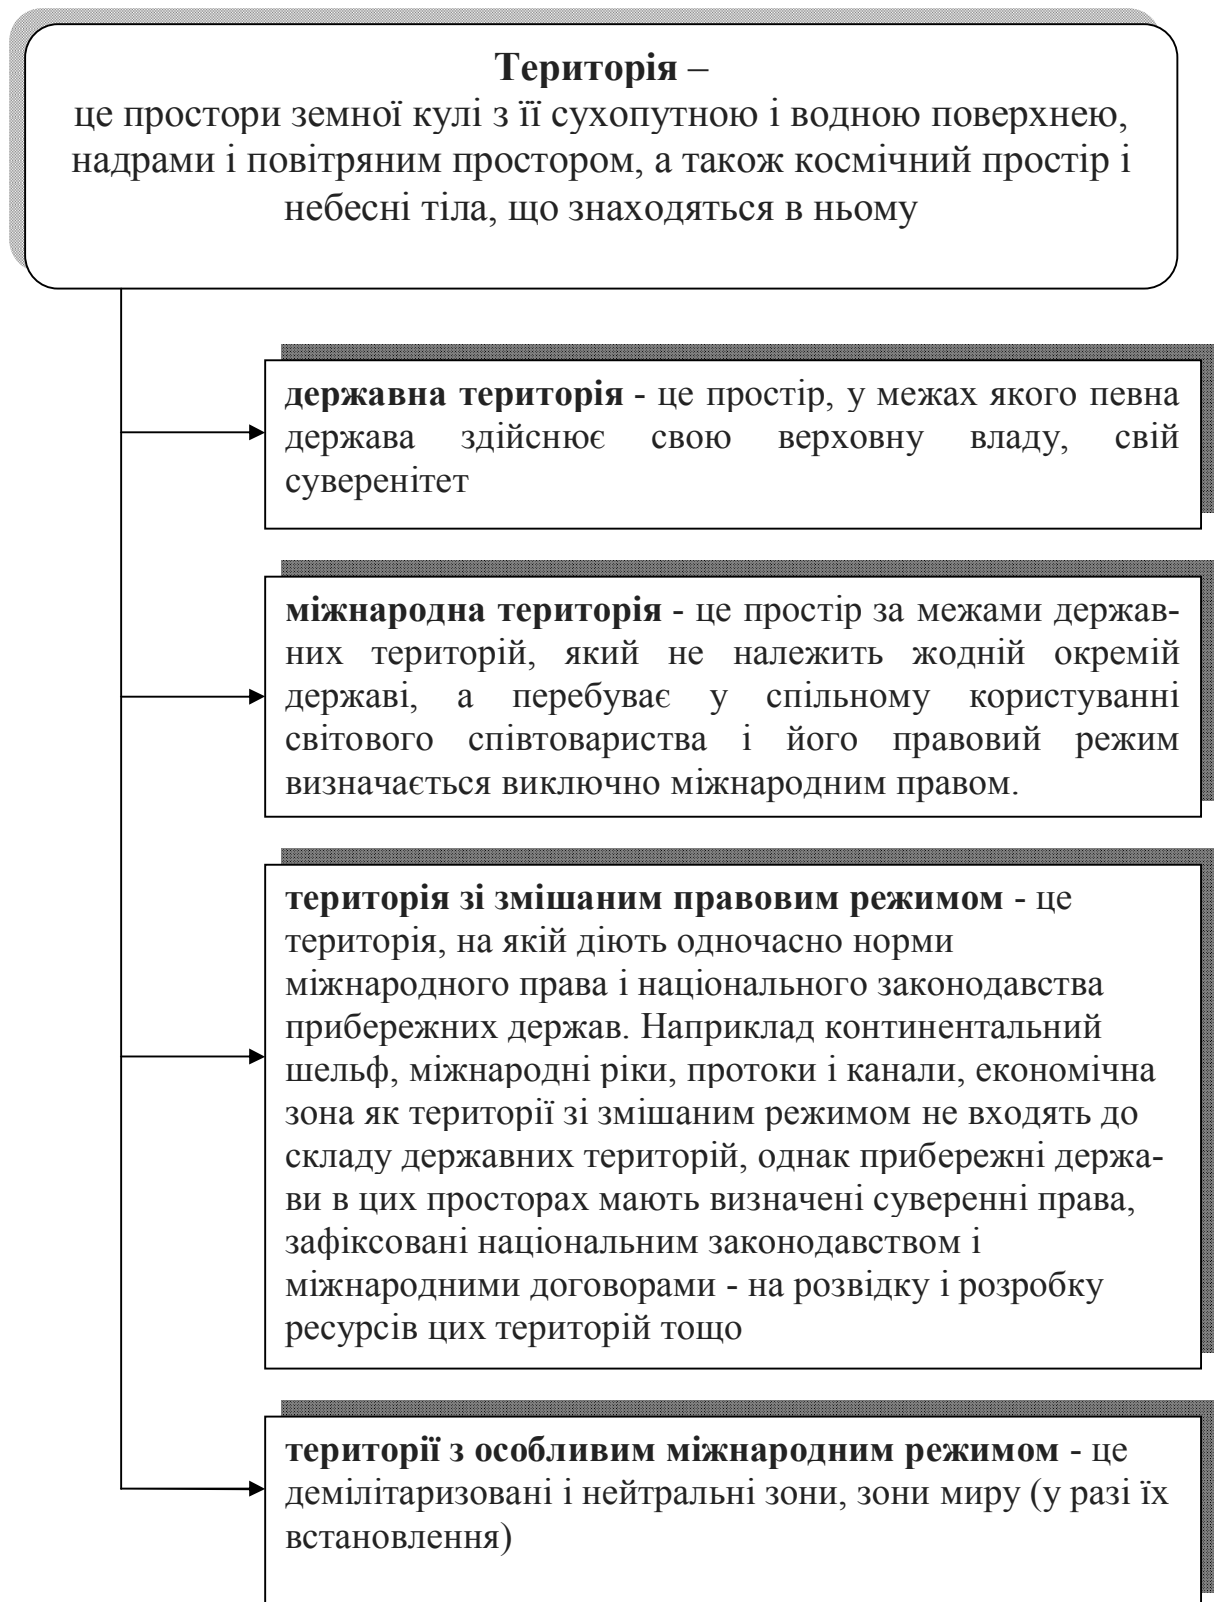 Територія –
це простори земної кулі з її сухопутною і водною поверхнею,
надрами і повітряним простором, а також космічний простір і
небесні тіла, що знаходяться в ньому
державна територія - це простір, у межах якого певна
держава здійснює свою верховну владу, свій
суверенітет
міжнародна територія - це простір за межами держав-
них територій, який не належить жодній окремій
державі, а перебуває у спільному користуванні
світового співтовариства і його правовий режим
визначається виключно міжнародним правом.
територія зі змішаним правовим режимом - це
територія, на якій діють одночасно норми
міжнародного права і національного законодавства
прибережних держав. Наприклад континентальний
шельф, міжнародні ріки, протоки і канали, економічна
зона як території зі змішаним режимом не входять до
складу державних територій, однак прибережні держа-
ви в цих просторах мають визначені суверенні права,
зафіксовані національним законодавством і
міжнародними договорами - на розвідку і розробку
ресурсів цих територій тощо
території з особливим міжнародним режимом - це
демілітаризовані і нейтральні зони, зони миру (у разі їх
встановлення)